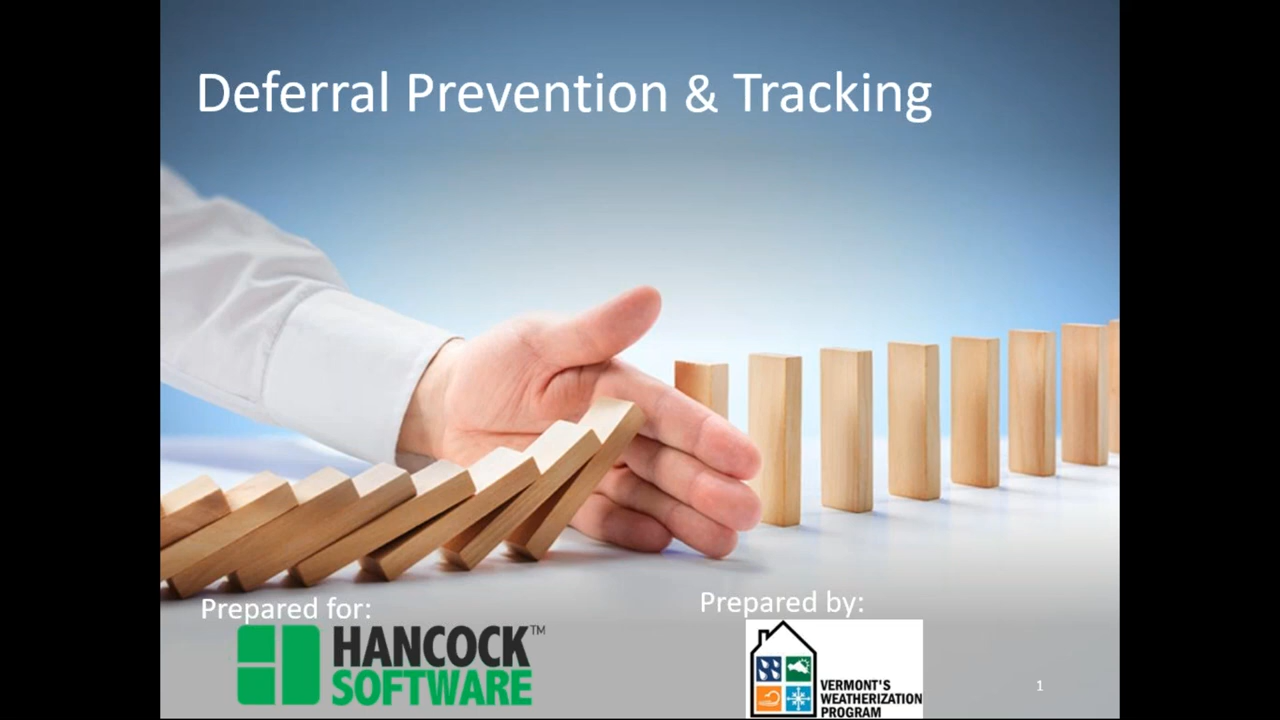 Deferral Prevention & Tracking
Prepared for:
HANCOCK™
SOFTWARE
Prepared by:
VERMONT'S
WEATHERIZATION
PROGRAM
1